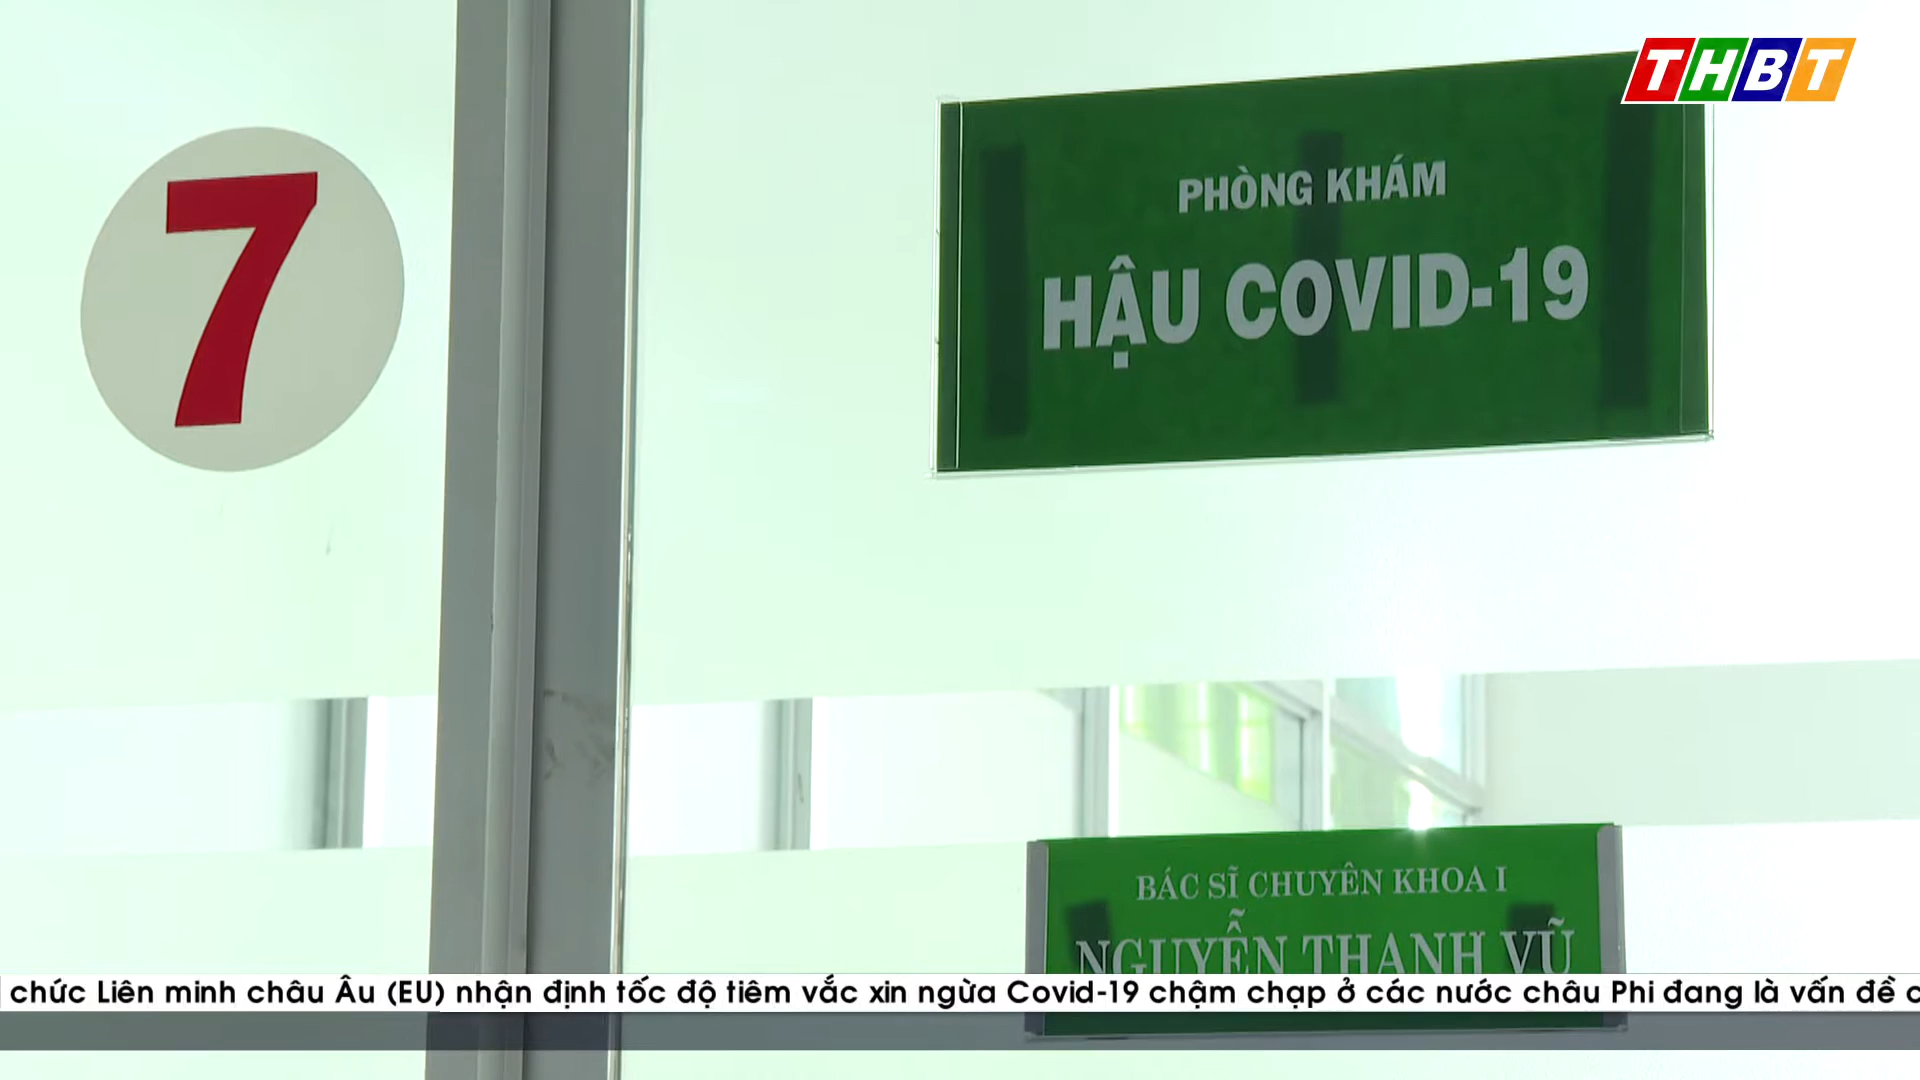 THBT
7
PHÒNG KHÁM
HẬU COVID-19
BÁC SĨ CHUYÊN KHOA I
NGUYỄN THANH VŨ
chức Liên minh châu Âu (EU) nhận định tốc độ tiêm vắc xin ngừa Covid-19 chậm chạp ở các nước châu Phi đang là vấn đề